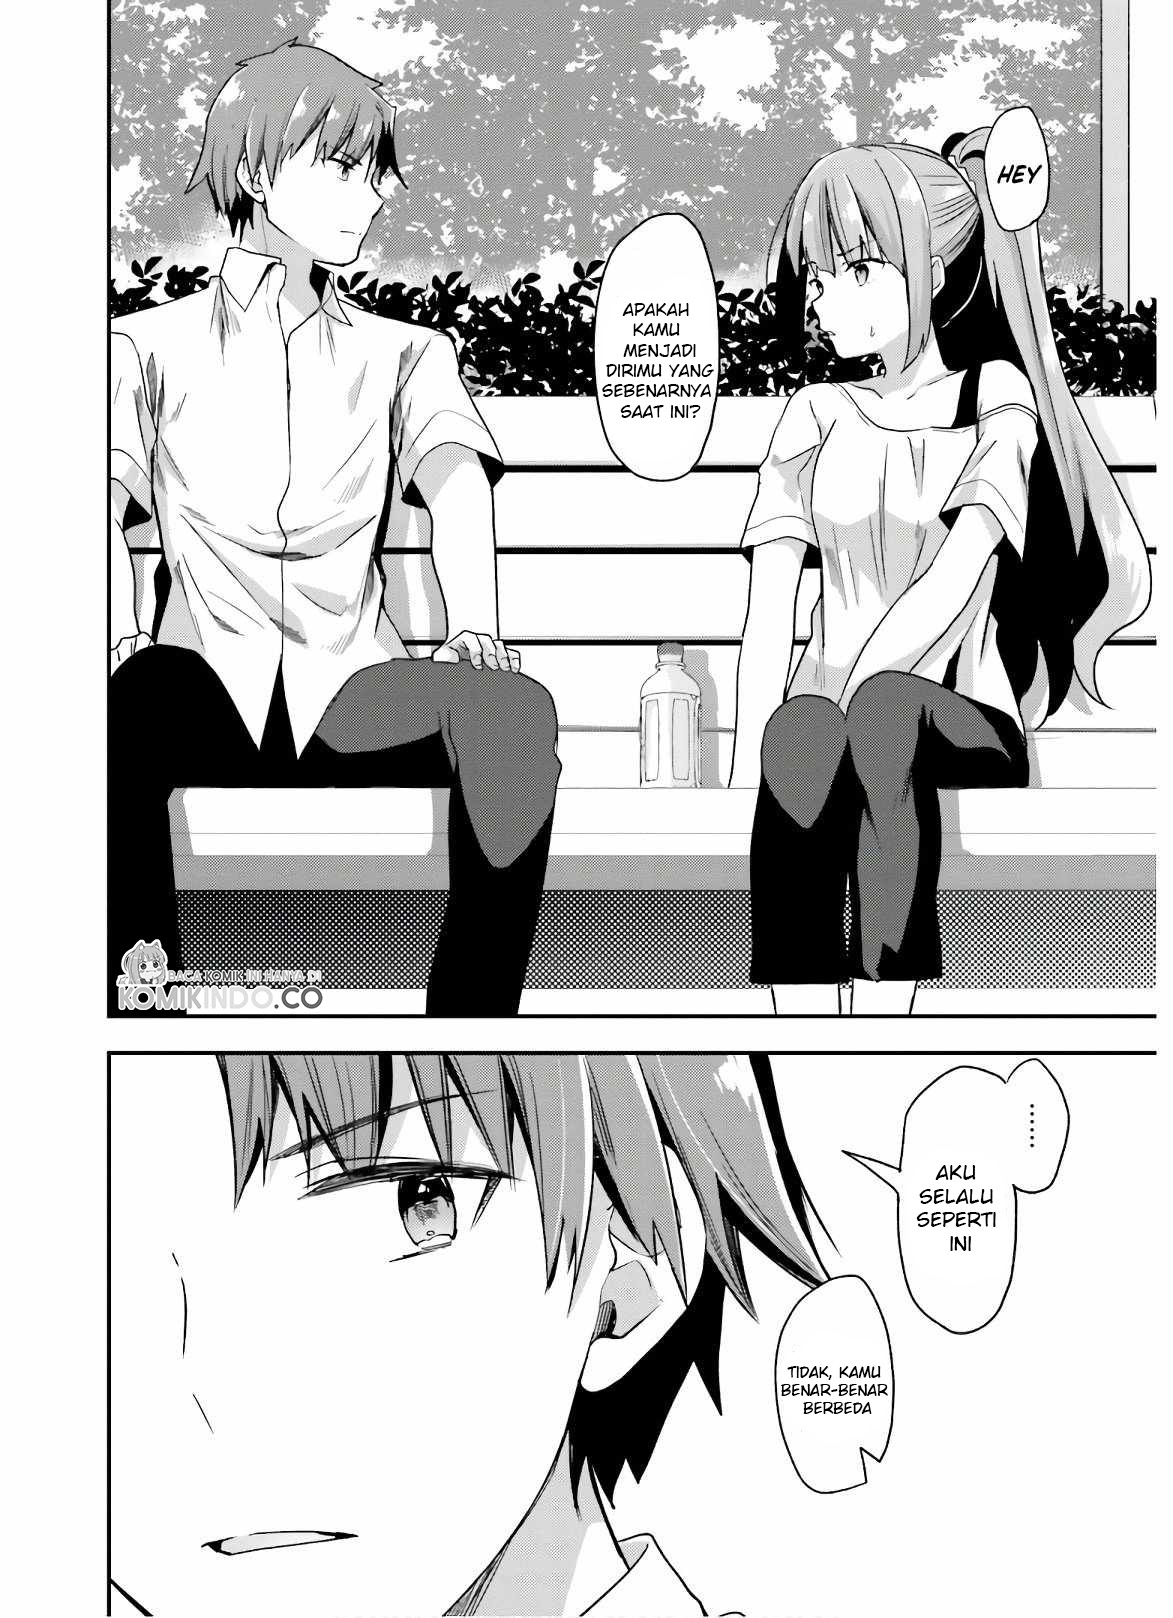 HEY
APAKAH
KAMU
MENJADI
DIRIMU YANG
SEBENARNYA
SAAT INI?
BACA KOMIK INI HANYA DI
KOMIKINDO.CO
......
AKU
SELALU
SEPERTI
INI
TIDAK, KAMU
BENAR-BENAR
BERBEDA